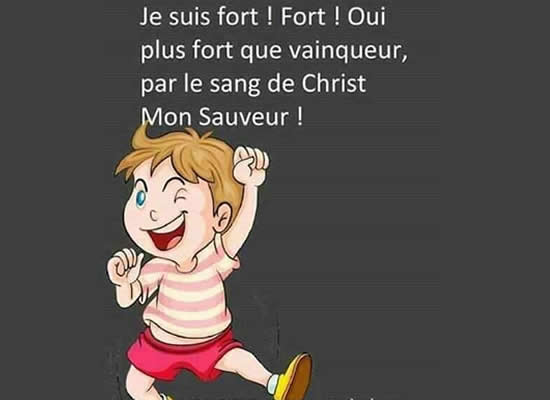 Je suis fort ! Fort ! Oui
plus fort que vainqueur,
par le sang de Christ
Mon Sauveur !